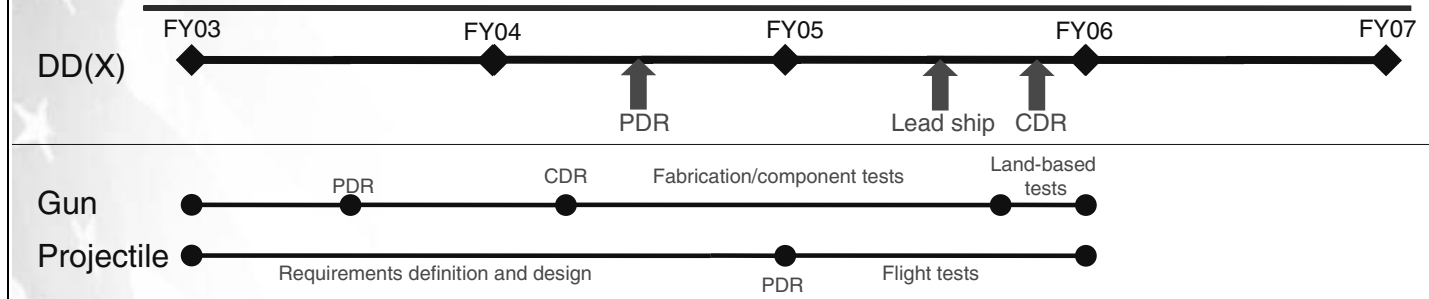 FY03 FY04 FY05 FY06 FY07
DD(X)
PDR Lead ship CDR
Gun PDR CDR Fabrication/component tests Land-based
tests
Projectile
Requirements definition and design PDR Flight tests